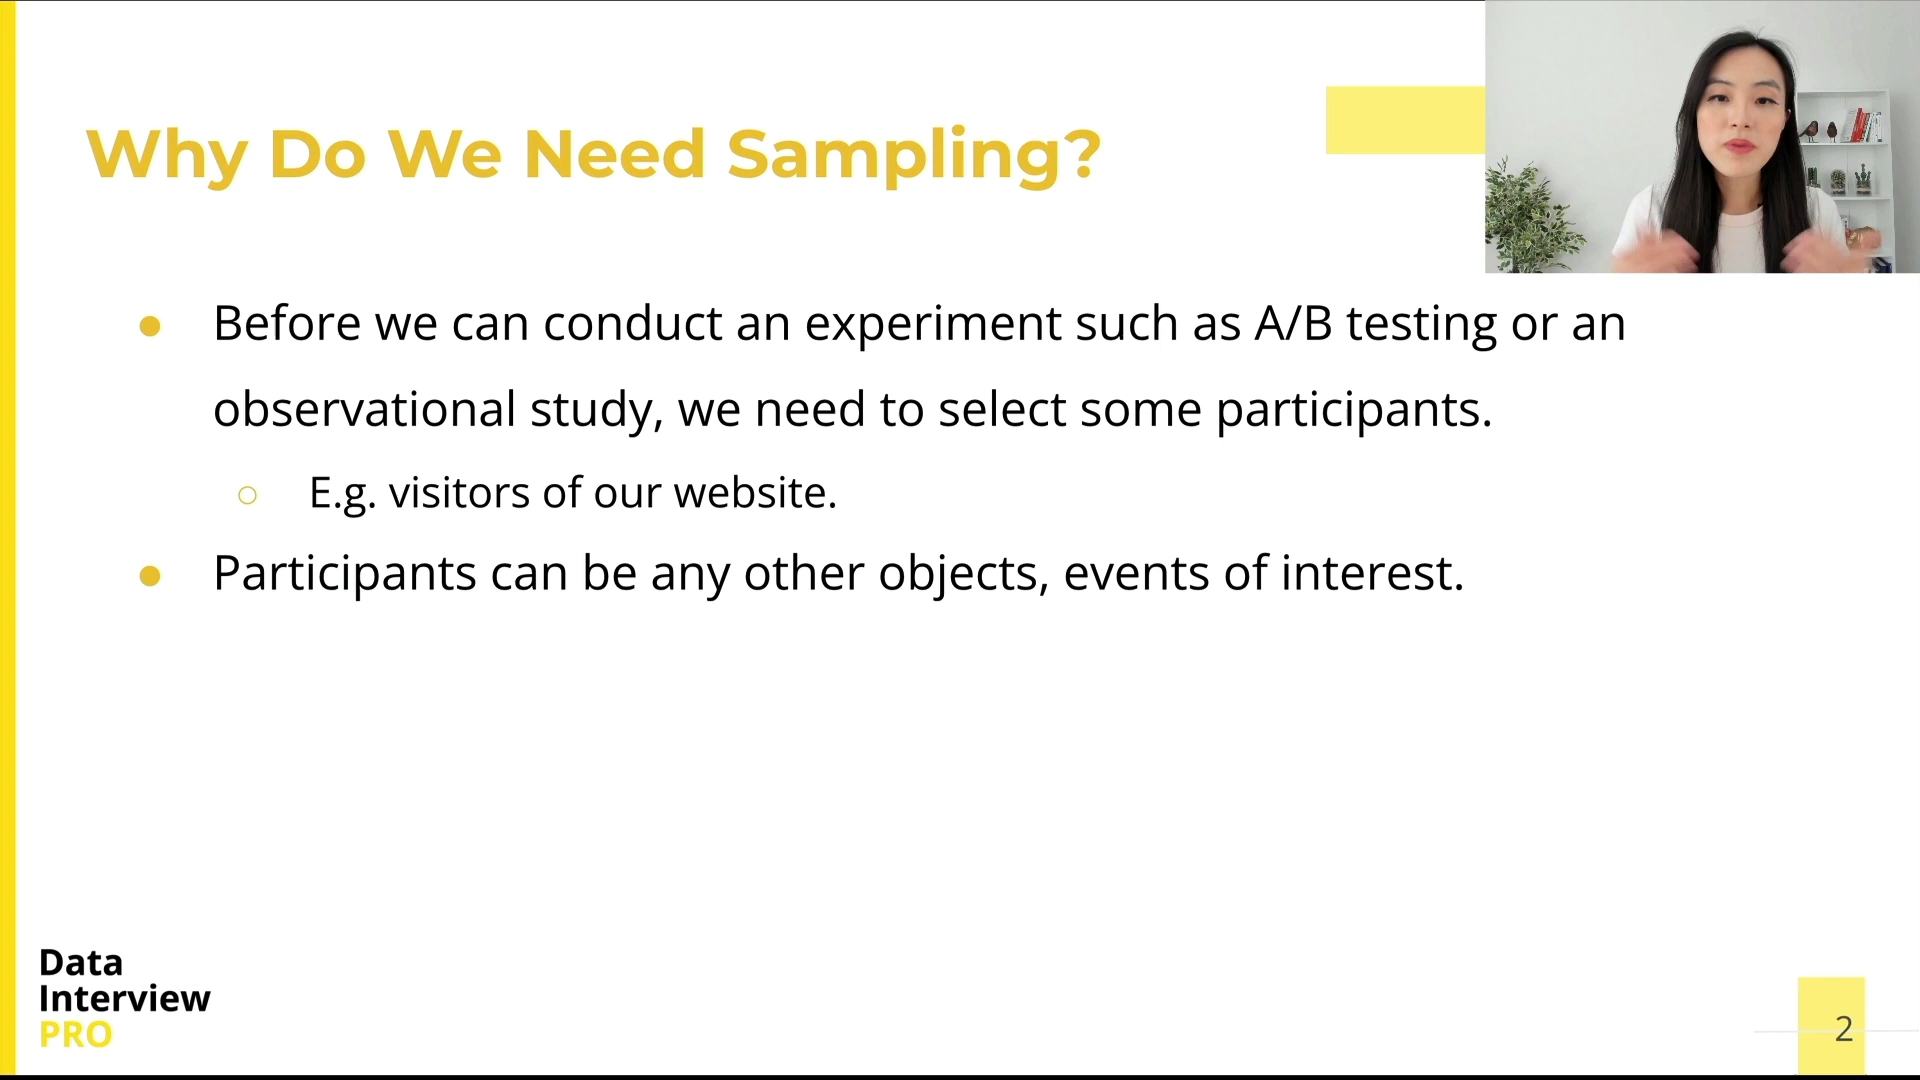 Why Do We Need Sampling?
● Before we can conduct an experiment such as A/B testing or an
observational study, we need to select some participants.
○ E.g. visitors of our website.
● Participants can be any other objects, events of interest.
Data
Interview
PRO
2